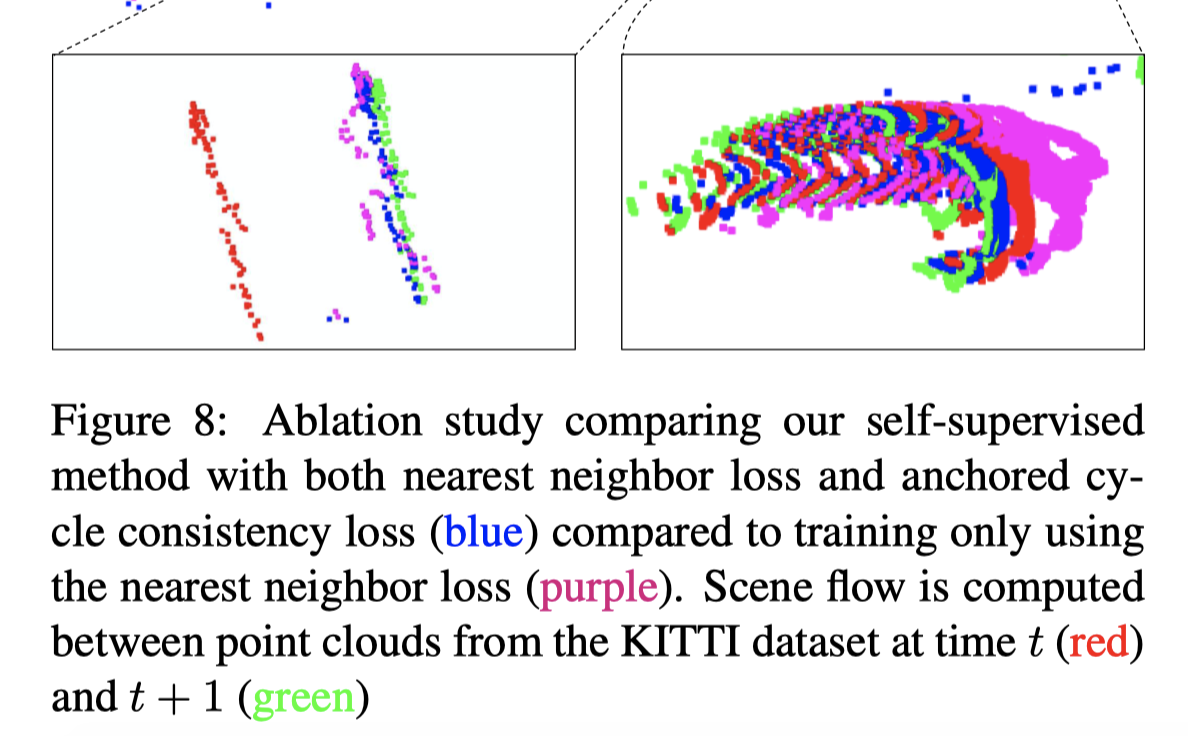 Figure 8: Ablation study comparing our self-supervised
method with both nearest neighbor loss and anchored cy-
cle consistency loss (blue) compared to training only using
the nearest neighbor loss (purple). Scene flow is computed
between point clouds from the KITTI dataset at time t (red)
and t + 1 (green)